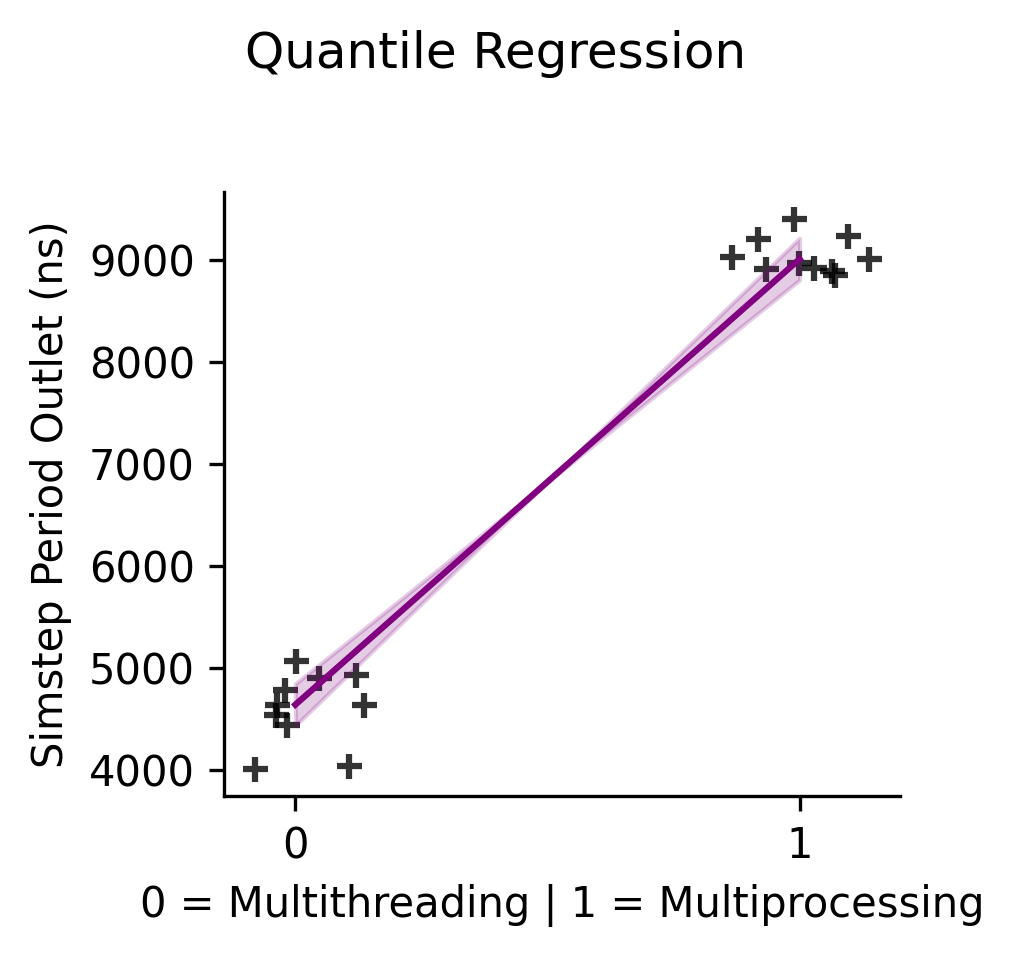 Quantile Regression
Simstep Period Outlet (ns)
9000
8000
7000
6000
5000
4000
0 1
0 = Multithreading | 1 = Multiprocessing